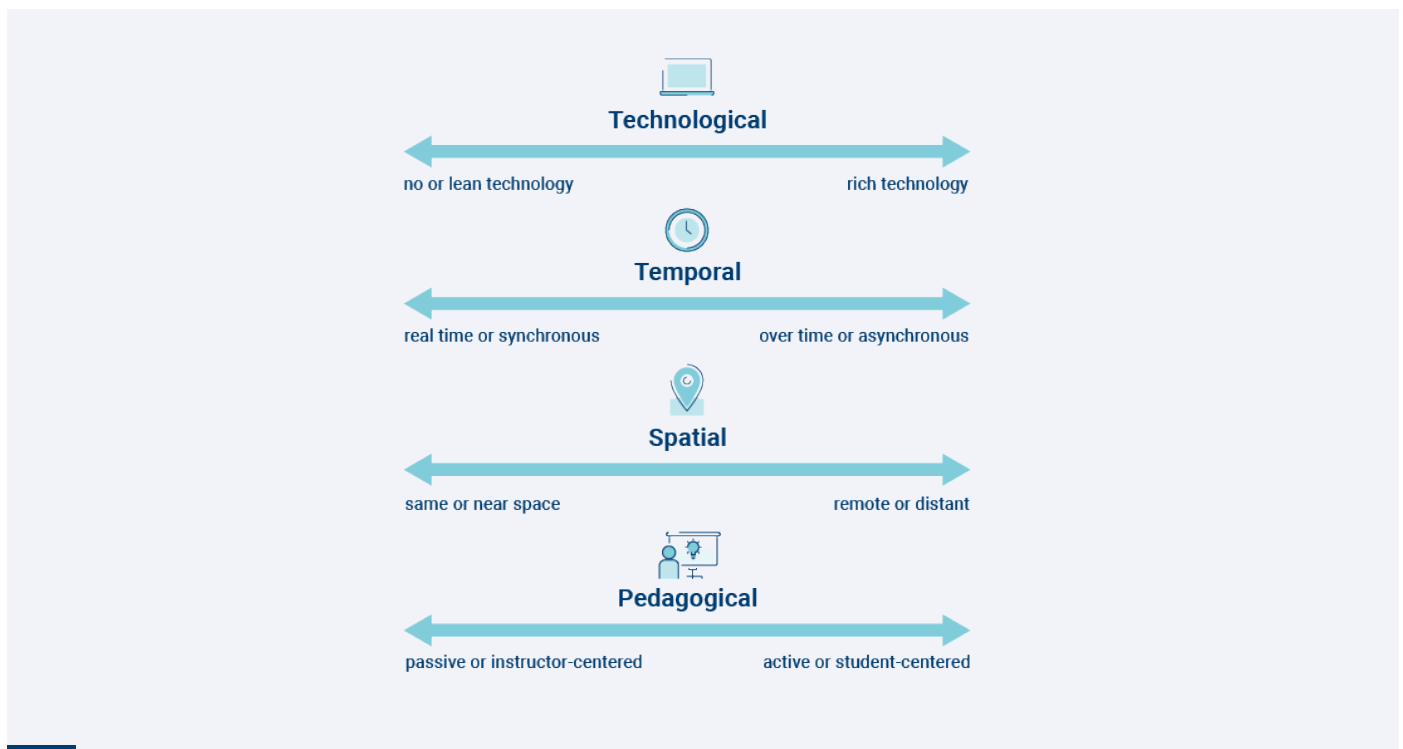 Technological
no or lean technology
rich technology
Temporal
real time or synchronous
over time or asynchronous
Spatial
same or near space
remote or distant
Pedagogical
passive or instructor-centered
active or student-centered